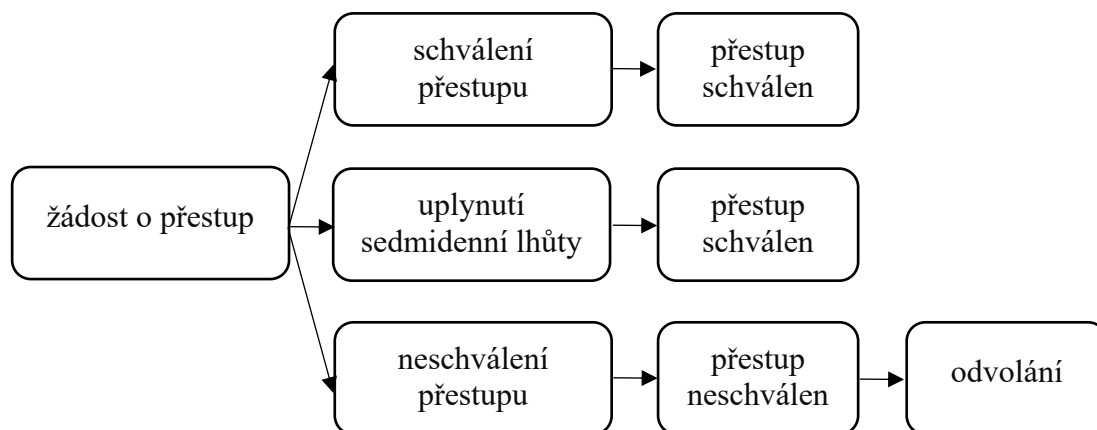 schválení
přestupu
přestup
schválen
žádost o přestup
uplynutí
sedmidenní lhůty
přestup
schválen
neschválení
přestupu
přestup
neschválen
odvolání